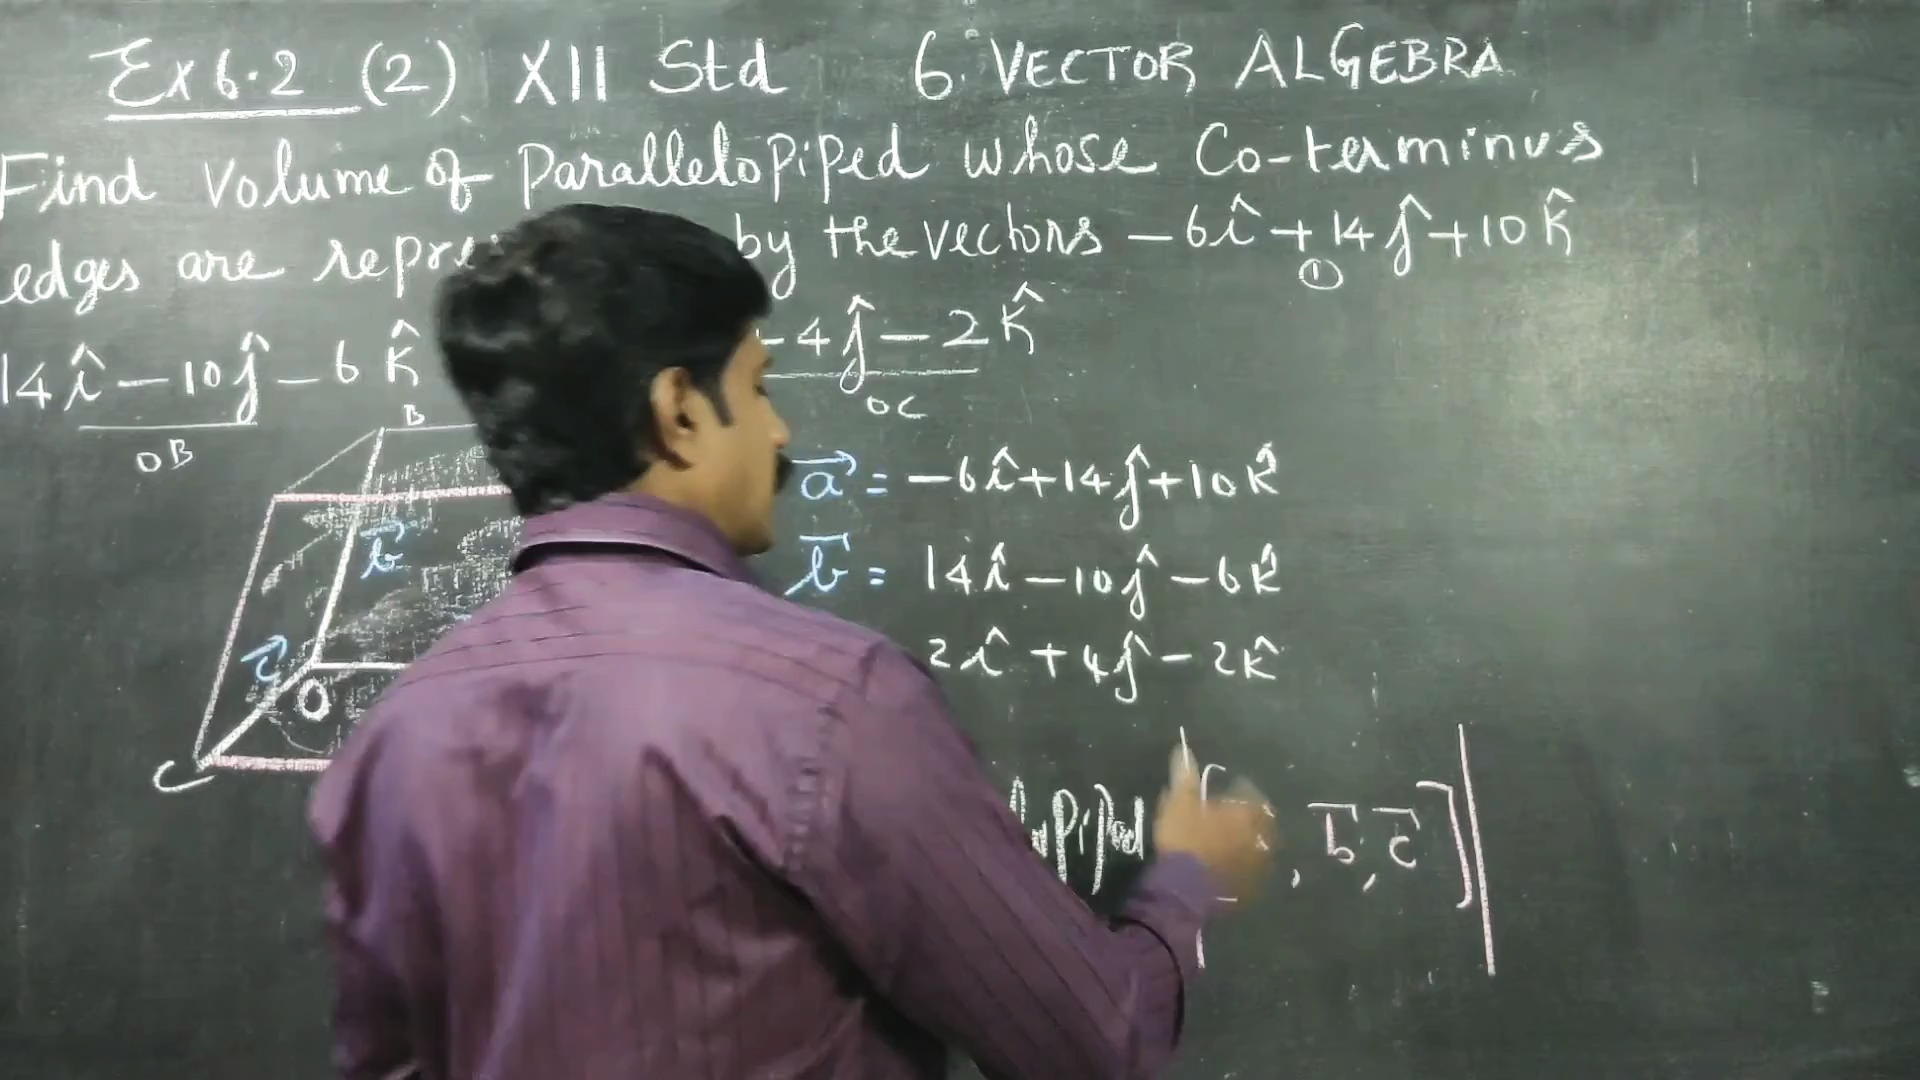 Ex 6.2 (2) XII Std 6. VECTOR ALGEBRA
Find Volume of Parallelopiped whose Co-terminus
edges are by the vectors -6î + 14ĵ + 10k̂
①
14î - 10ĵ - 6k̂ - 4ĵ - 2k̂
OB OC
B
a⃗ = -6î + 14ĵ + 10k̂
b⃗
b⃗ = 14î - 10ĵ - 6k̂
c⃗
2î + 4ĵ - 2k̂
O
C
|[ , b⃗, c⃗ ]|